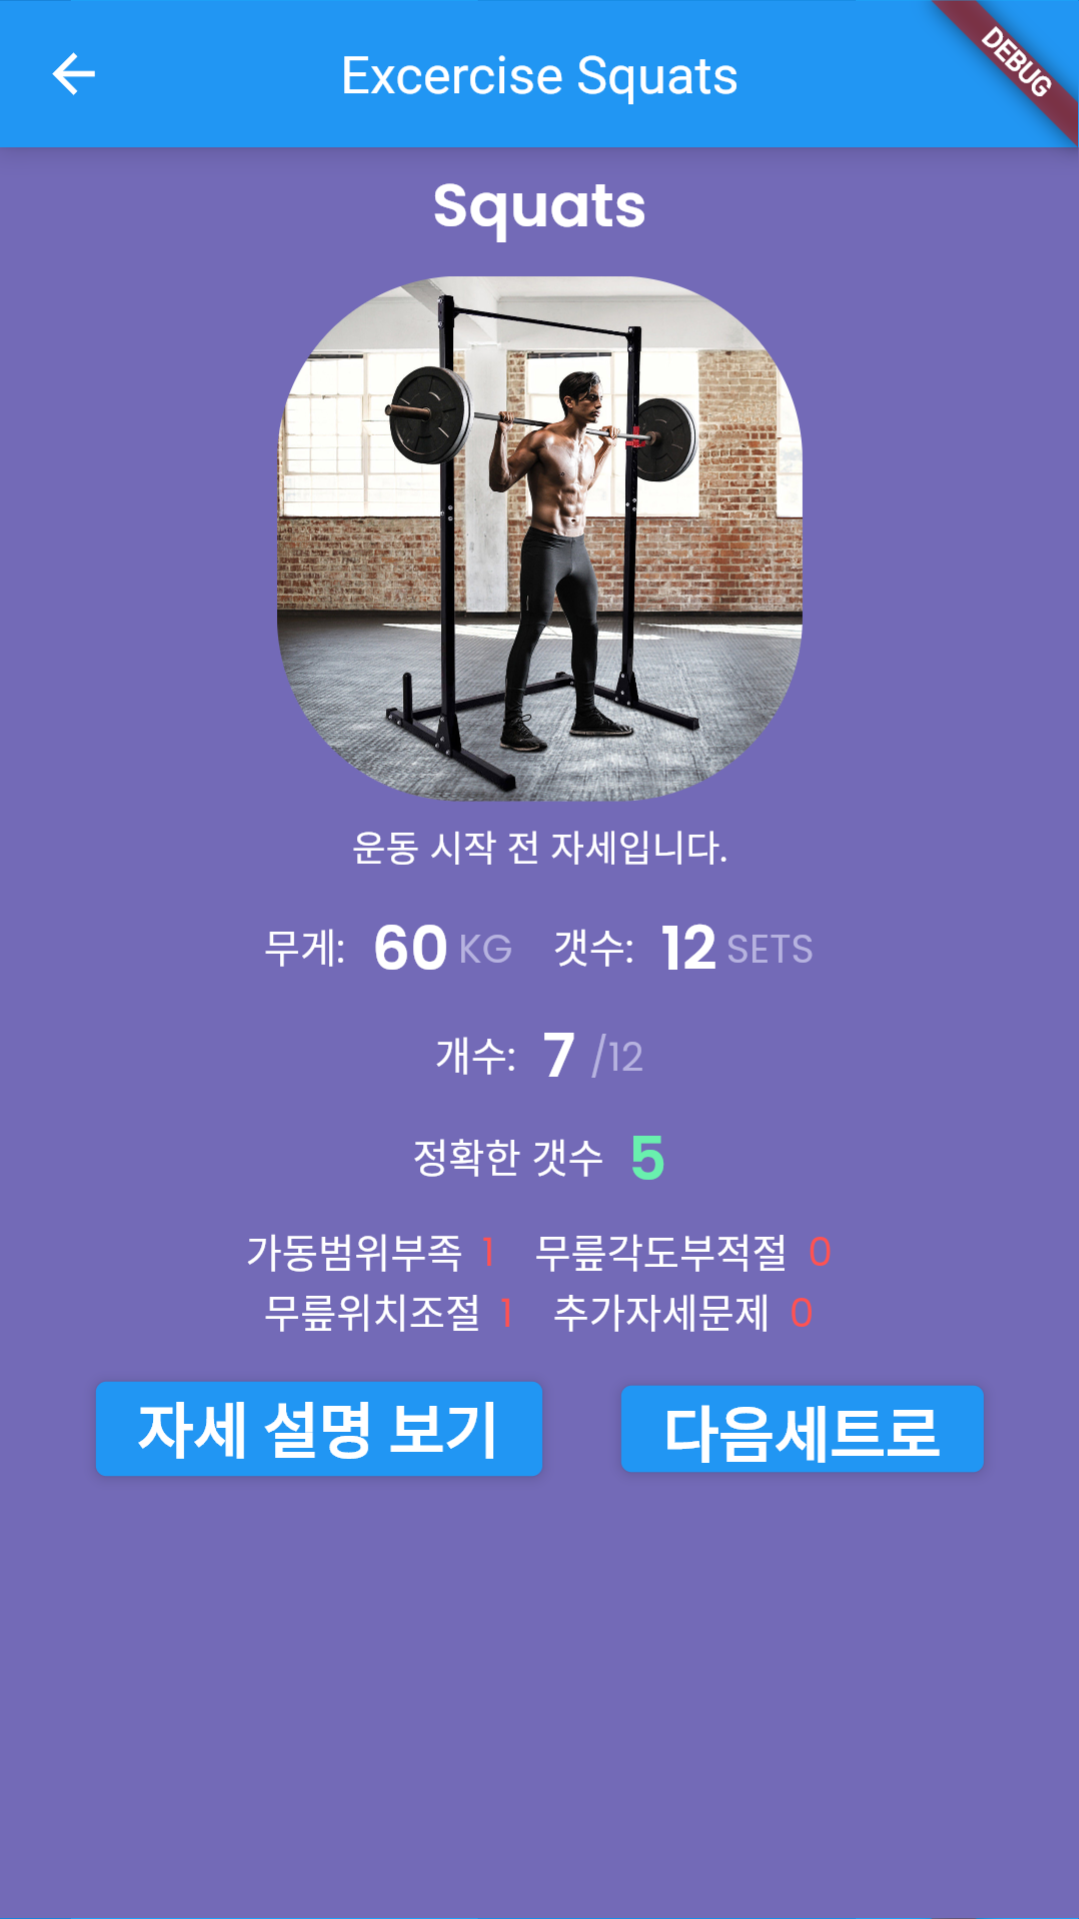 Excercise Squats
DEBUG
Squats
운동 시작 전 자세입니다.
무게: 60 KG 갯수: 12 SETS
개수: 7 /12
정확한 갯수 5
가동범위부족 1 무릎각도부적절 0
무릎위치조절 1 추가자세문제 0
자세 설명 보기 다음세트로